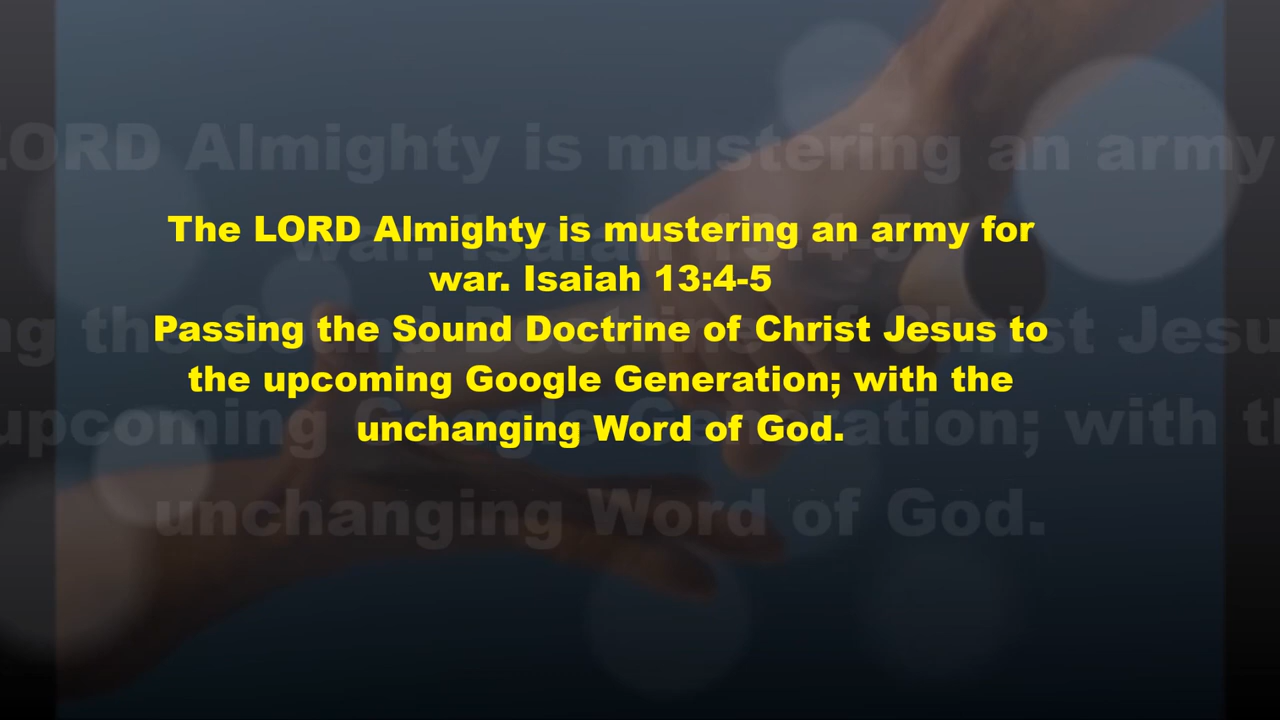 The LORD Almighty is mustering an army for
war. Isaiah 13:4-5
Passing the Sound Doctrine of Christ Jesus to
the upcoming Google Generation; with the
unchanging Word of God.